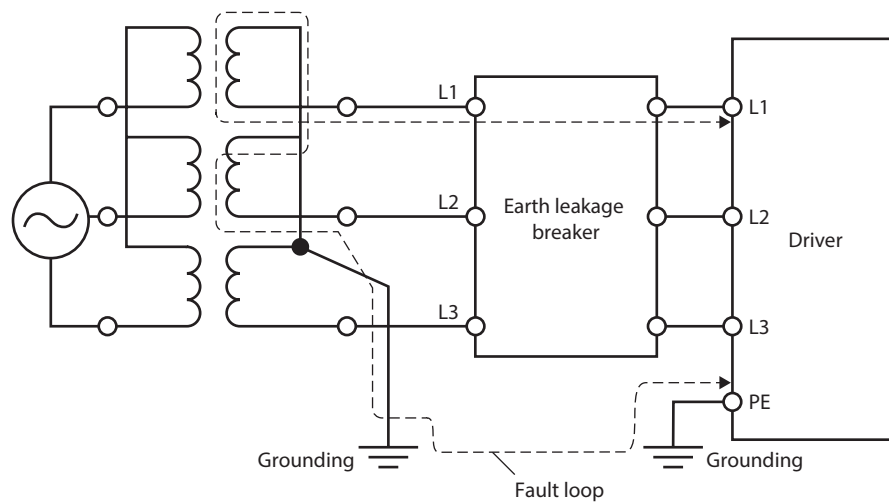 L1
L1
L2
Earth leakage
breaker
L2
Driver
L3
L3
PE
Grounding
Grounding
Fault loop